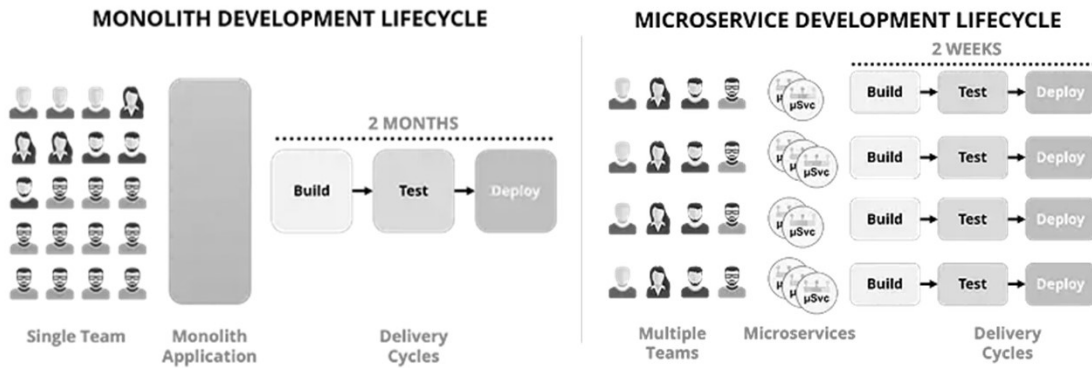 MONOLITH DEVELOPMENT LIFECYCLE
2 MONTHS
Build
Test
Deploy
Single Team
Monolith
Application
Delivery
Cycles
MICROSERVICE DEVELOPMENT LIFECYCLE
2 WEEKS
µSvc
Build
Test
Deploy
µSvc
Build
Test
Deploy
µSvc
Build
Test
Deploy
µSvc
Build
Test
Deploy
Multiple
Teams
Microservices
Delivery
Cycles